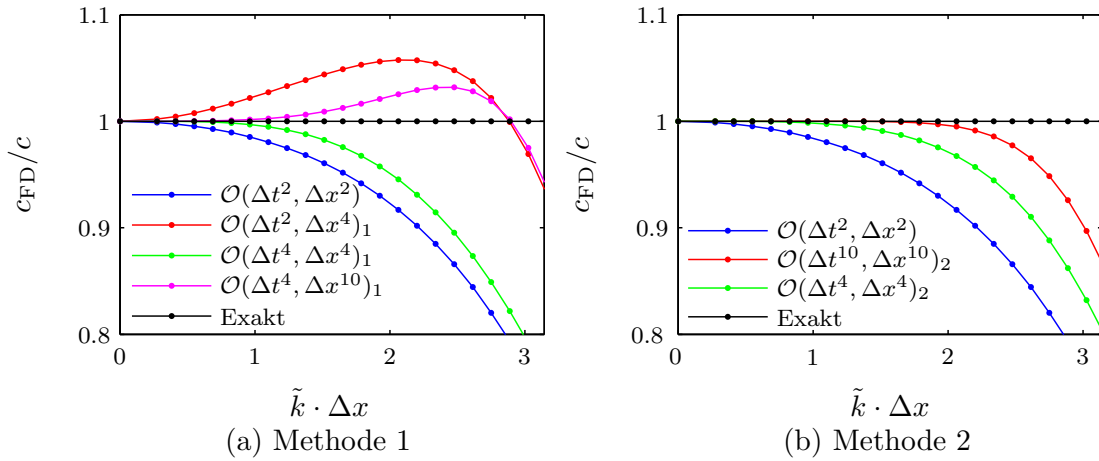 1.1
1
0.9
0.8
c_FD/c
O(Δt², Δx²)
O(Δt², Δx⁴)₁
O(Δt⁴, Δx⁴)₁
O(Δt⁴, Δx¹⁰)₁
Exakt
0 1 2 3
k̃ · Δx
(a) Methode 1
1.1
1
0.9
0.8
c_FD/c
O(Δt², Δx²)
O(Δt¹⁰, Δx¹⁰)₂
O(Δt⁴, Δx⁴)₂
Exakt
0 1 2 3
k̃ · Δx
(b) Methode 2